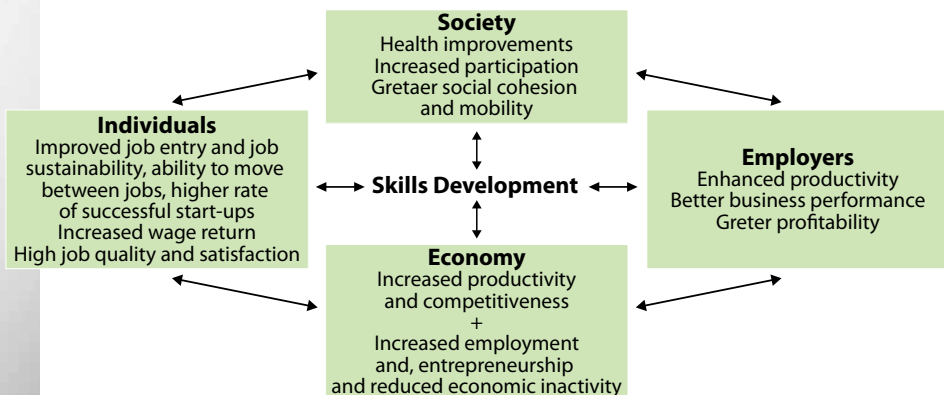 Society
Health improvements
Increased participation
Gretaer social cohesion
and mobility
Individuals
Improved job entry and job
sustainability, ability to move
between jobs, higher rate
of successful start-ups
Increased wage return
High job quality and satisfaction
Skills Development
Employers
Enhanced productivity
Better business performance
Greter profitability
Economy
Increased productivity
and competitiveness
+
Increased employment
and, entrepreneurship
and reduced economic inactivity